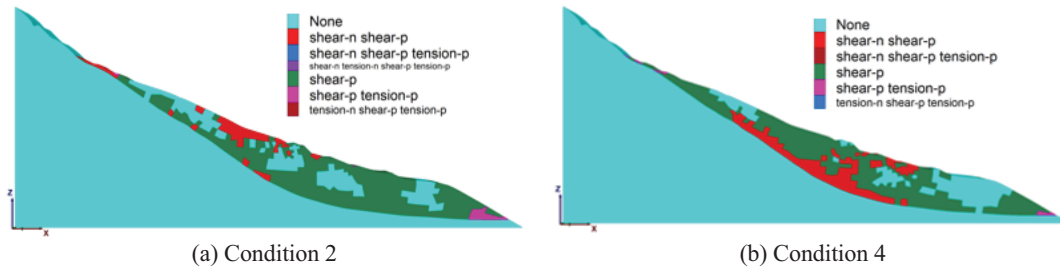 None
shear-n shear-p
shear-n shear-p tension-p
shear-n tension-n shear-p tension-p
shear-p
shear-p tension-p
tension-n shear-p tension-p
z
x
(a) Condition 2
None
shear-n shear-p
shear-n shear-p tension-p
shear-p
shear-p tension-p
tension-n shear-p tension-p
z
x
(b) Condition 4